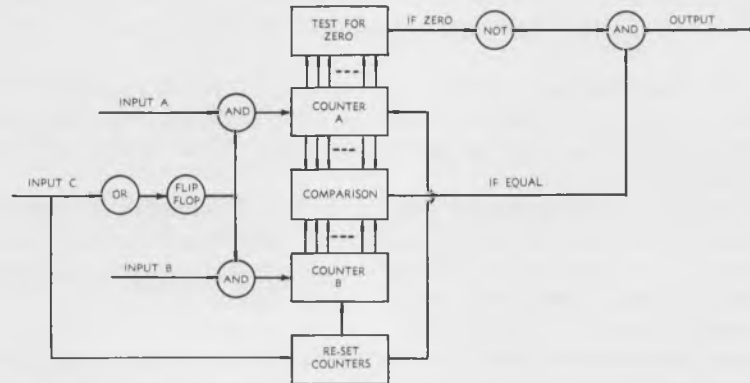 TEST FOR
ZERO
IF ZERO
NOT
AND
OUTPUT
INPUT A
AND
COUNTER
A
INPUT C
OR
FLIP
FLOP
COMPARISON
IF EQUAL
INPUT B
AND
COUNTER
B
RE-SET
COUNTERS